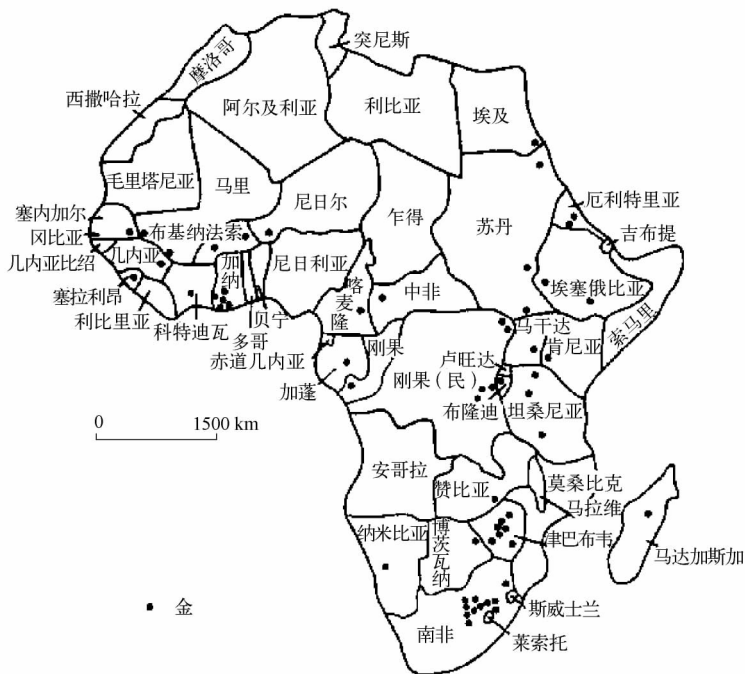 突尼斯
摩洛哥
西撒哈拉
阿尔及利亚
利比亚
埃及
毛里塔尼亚
马里
尼日尔
乍得
苏丹
厄利特里亚
塞内加尔
冈比亚
布基纳法索
吉布提
几内亚比绍
几内亚
加纳
尼日利亚
喀麦隆
中非
埃塞俄比亚
索马里
塞拉利昂
利比里亚
科特迪瓦
贝宁
多哥
赤道几内亚
刚果
乌干达
肯尼亚
加蓬
刚果(民)
卢旺达
布隆迪
坦桑尼亚
0 1500 km
安哥拉
赞比亚
莫桑比克
马拉维
纳米比亚
博茨瓦纳
津巴布韦
马达加斯加
金
斯威士兰
南非
莱索托